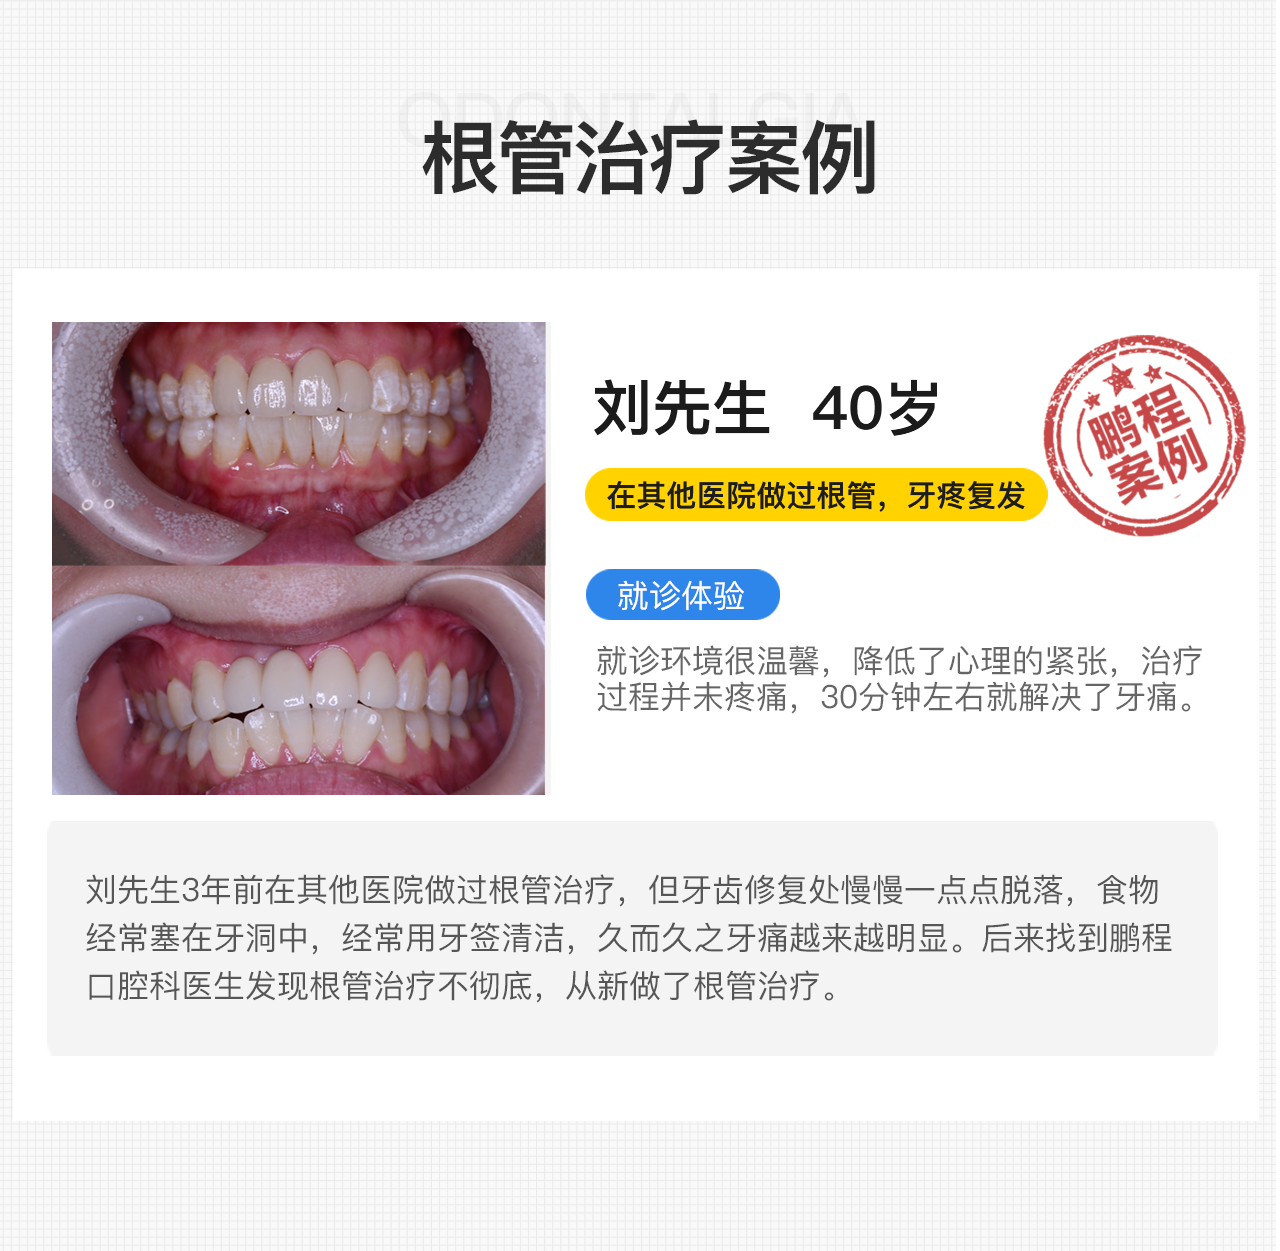 ODONTALGIA
根管治疗案例
刘先生 40岁
鹏程
案例
在其他医院做过根管，牙疼复发
就诊体验
就诊环境很温馨，降低了心理的紧张，治疗
过程并未疼痛，30分钟左右就解决了牙痛。
刘先生3年前在其他医院做过根管治疗，但牙齿修复处慢慢一点点脱落，食物
经常塞在牙洞中，经常用牙签清洁，久而久之牙痛越来越明显。后来找到鹏程
口腔科医生发现根管治疗不彻底，从新做了根管治疗。